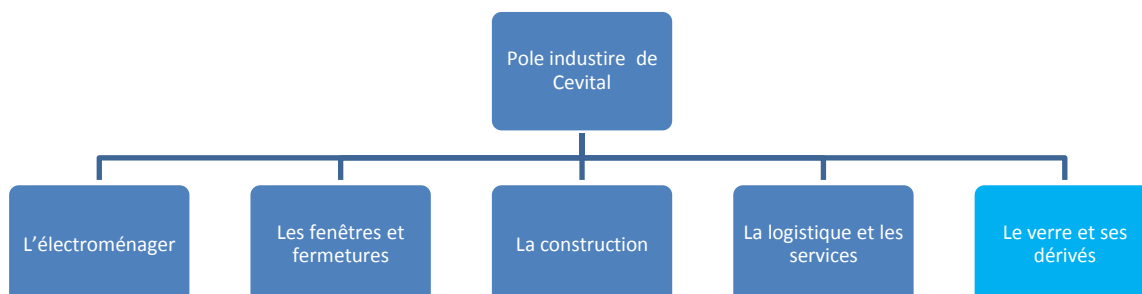 Pole industire de
Cevital
L’électroménager
Les fenêtres et
fermetures
La construction
La logistique et les
services
Le verre et ses
dérivés